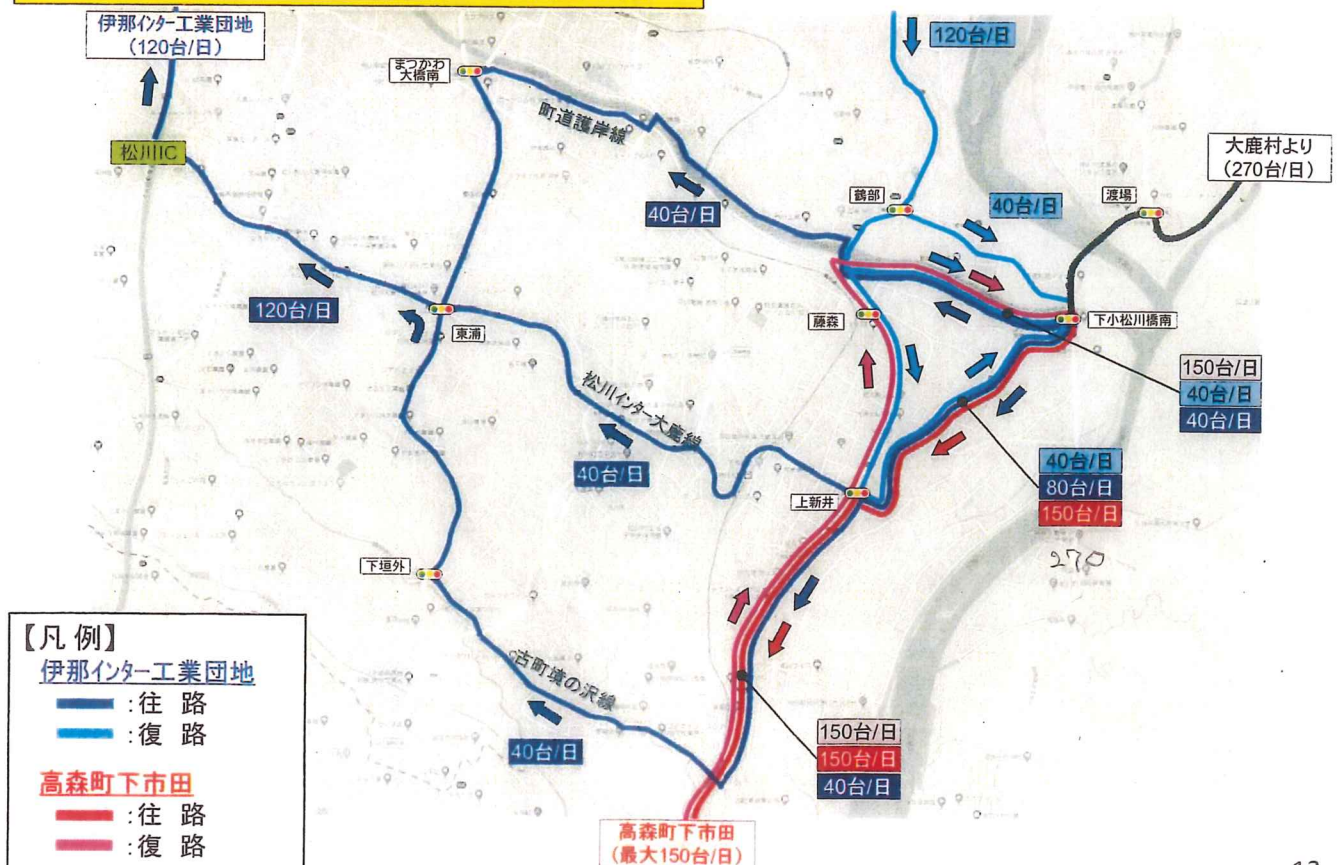 伊那インター工業団地
(120台/日)
120台/日
まつかわ
大橋南
町道護岸線
松川IC
大鹿村より
(270台/日)
鶴部
渡場
40台/日
40台/日
120台/日
東浦
藤森
下小松川橋南
150台/日
40台/日
40台/日
松川インター大鹿線
40台/日
40台/日
80台/日
150台/日
270
上新井
下垣外
古町境の沢線
40台/日
150台/日
150台/日
40台/日
【凡例】
伊那インター工業団地
:往 路
:復 路
高森町下市田
:往 路
:復 路
高森町下市田
(最大150台/日)